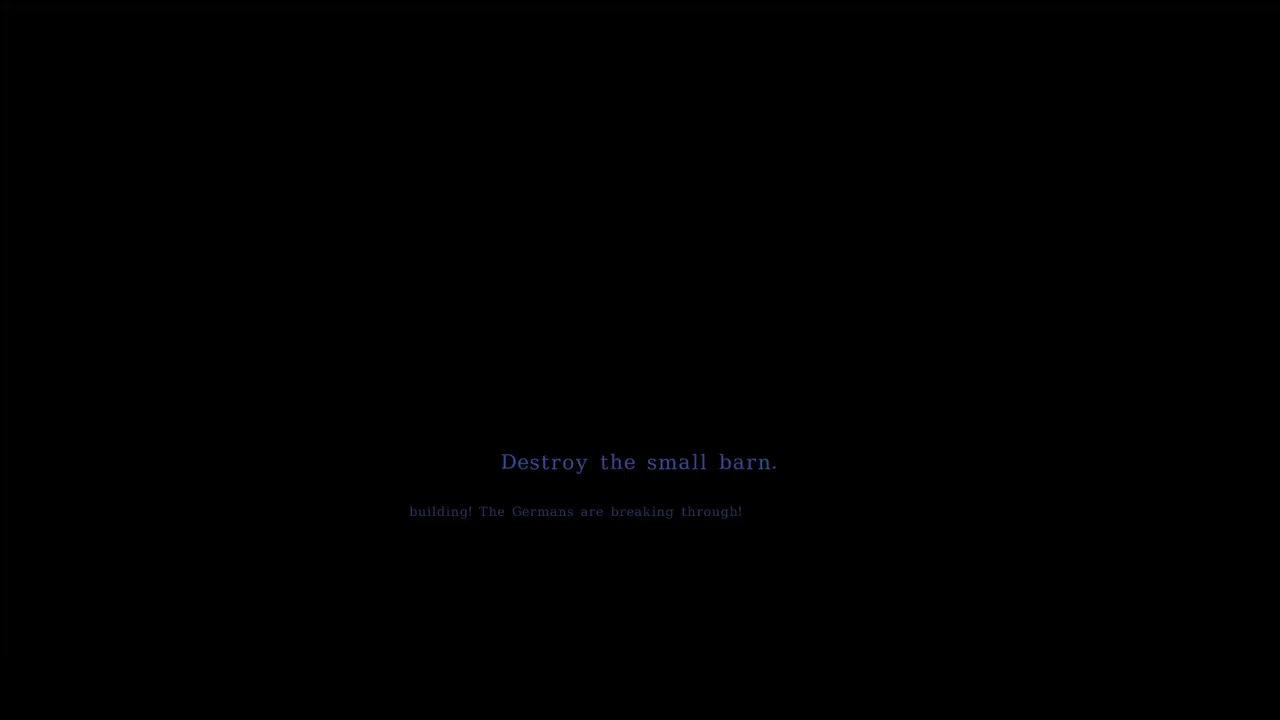 Destroy the small barn.
building! The Germans are breaking through!